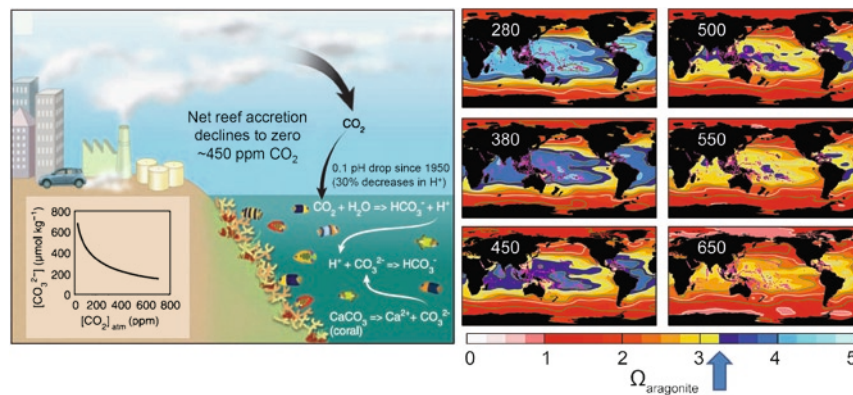 Net reef accretion
declines to zero
~450 ppm CO₂
CO₂
0.1 pH drop since 1950
(30% decreases in H⁺)
CO₂ + H₂O => HCO₃⁻ + H⁺
H⁺ + CO₃²⁻ => HCO₃⁻
CaCO₃ => Ca²⁺ + CO₃²⁻
(coral)
[CO₃²⁻] (μmol kg⁻¹)
800
600
400
200
0
0 200 400 600 800
[CO₂]atm (ppm)
280
500
380
550
450
650
0 1 2 3 4 5
Ωaragonite